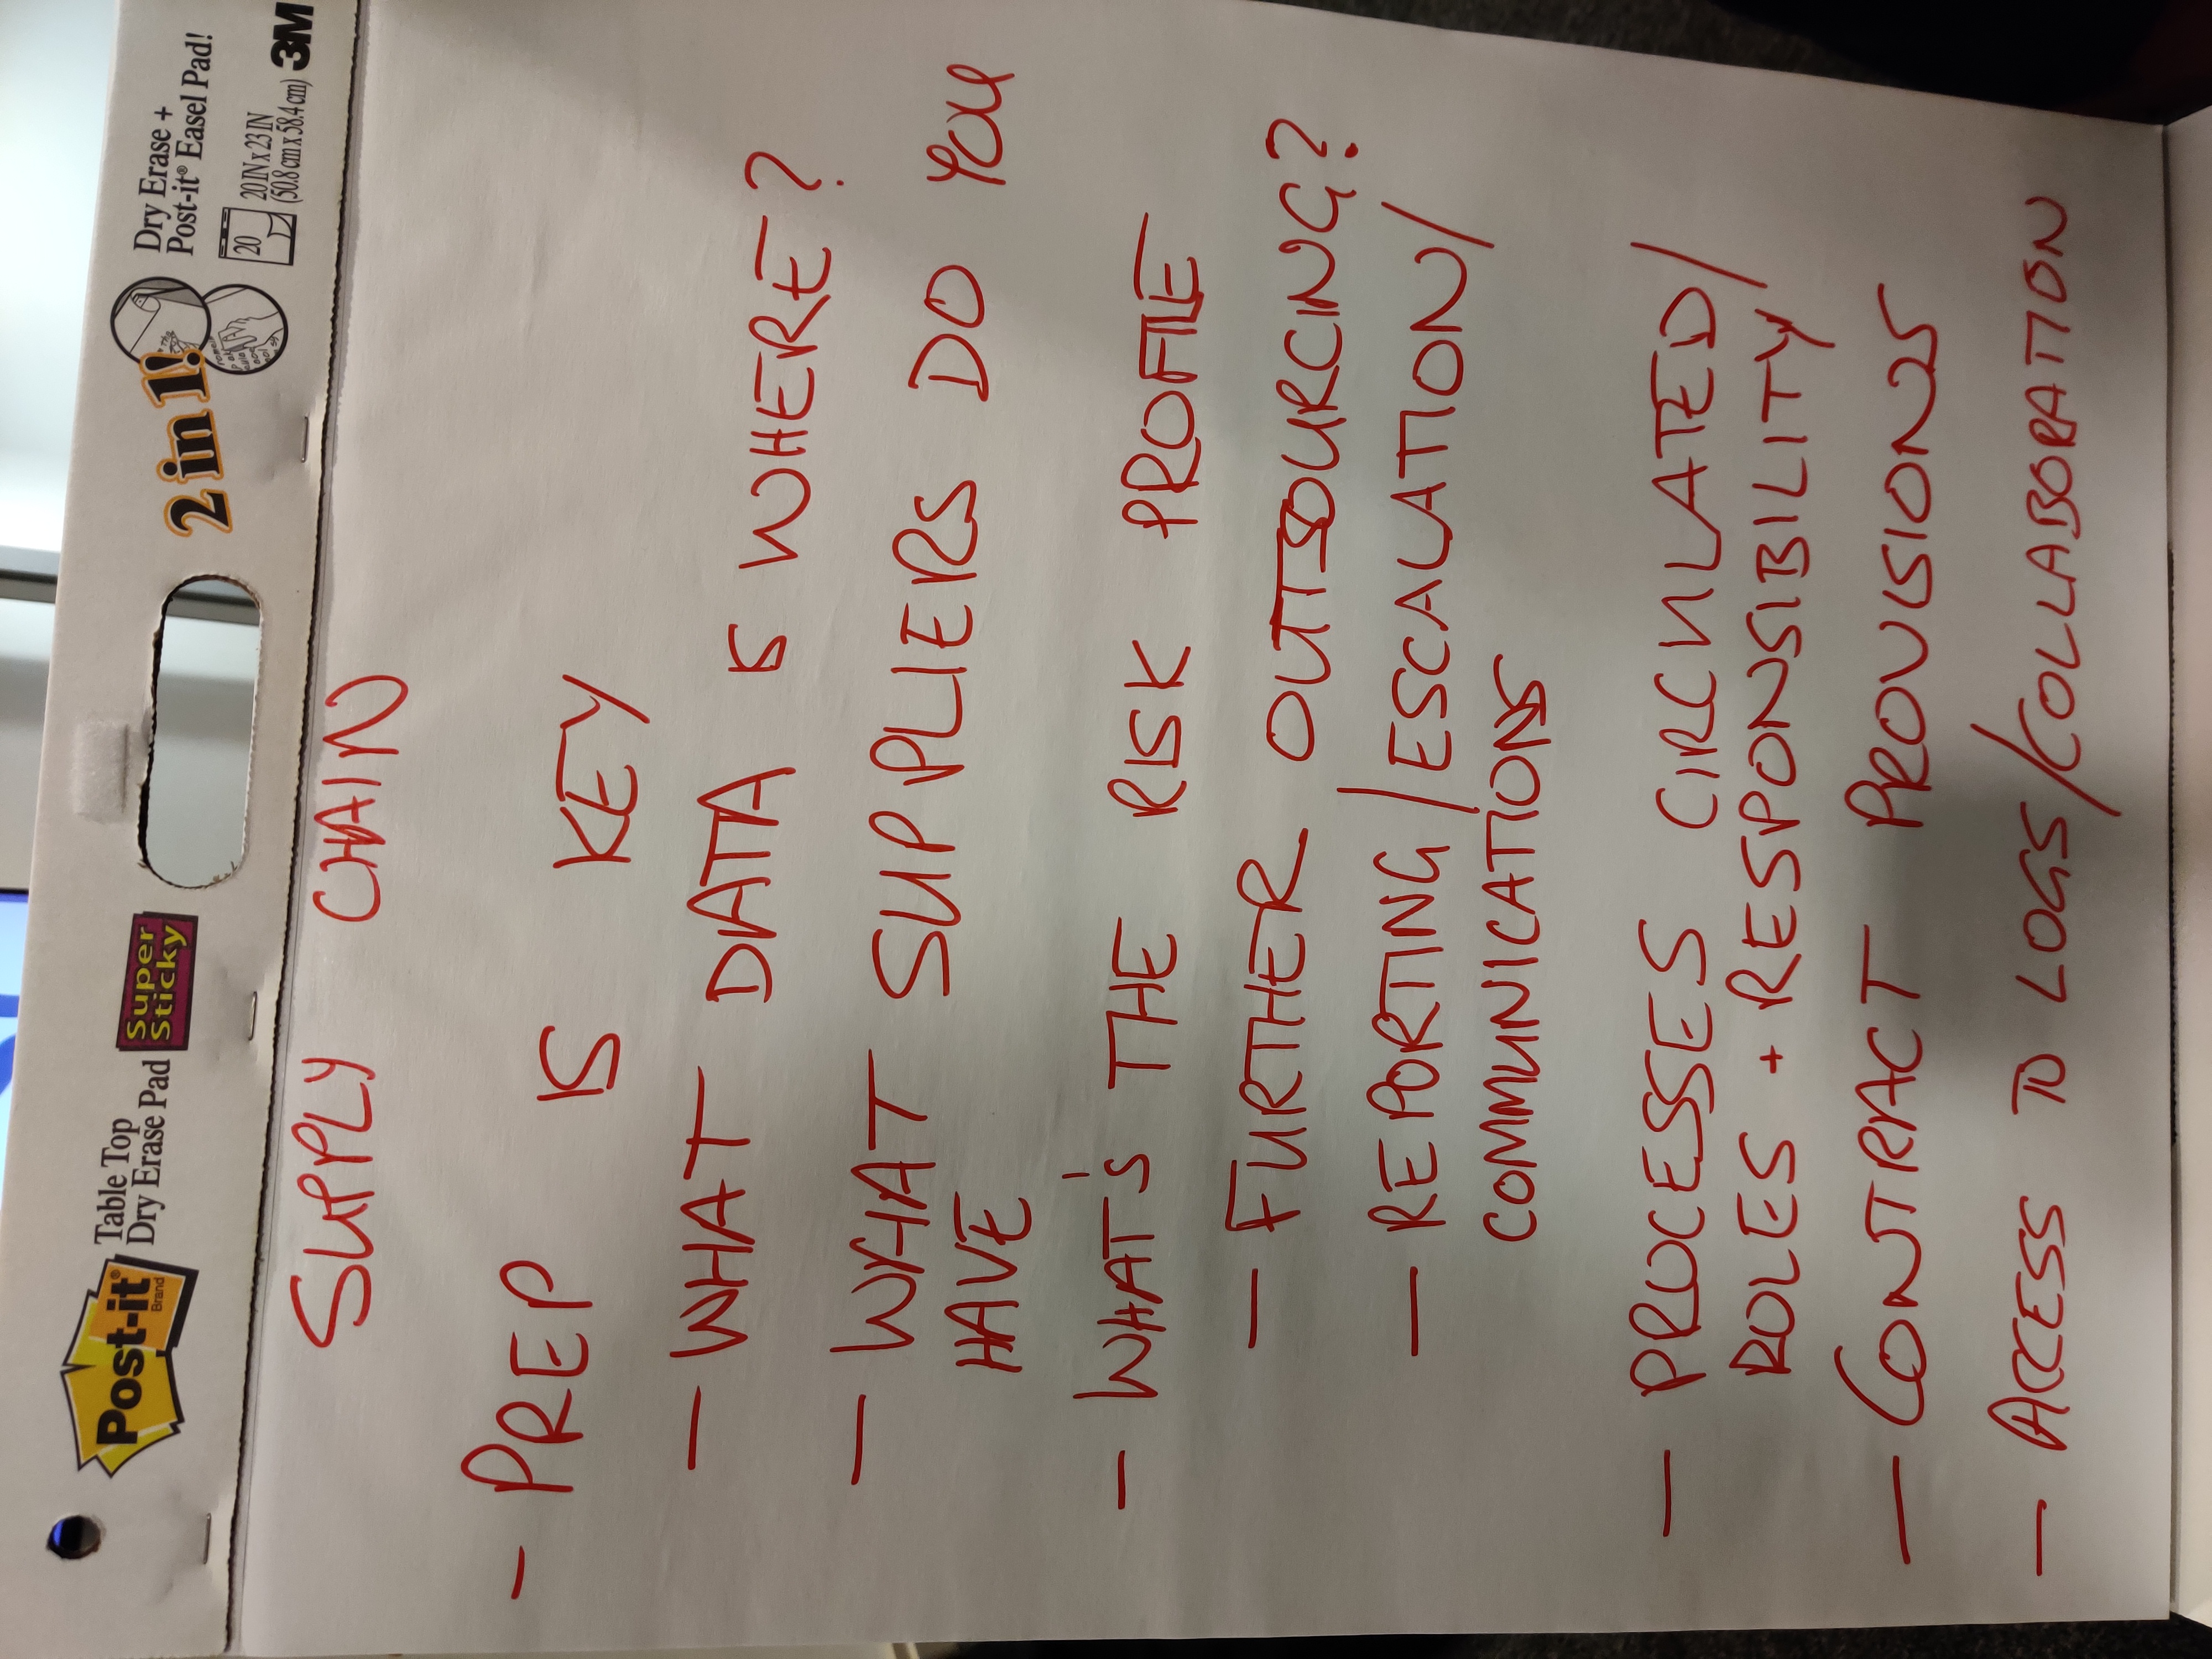 Post-it®
Brand
Table Top
Dry Erase Pad
Super
Sticky
2 in 1!
Dry Erase +
Post-it® Easel Pad!
20
20 IN x 23 IN
(50.8 cm x 58.4 cm)
3M
SUPPLY CHAIN
- PREP IS KEY
- WHAT DATA IS WHERE?
- WHAT SUPPLIERS DO YOU
HAVE
- WHAT'S THE RISK PROFILE
- FURTHER OUTSOURCING?
- REPORTING/ESCALATION/
COMMUNICATIONS
- PROCESSES CIRCULATED/
ROLES + RESPONSIBILITY
- CONTRACT PROVISIONS
- ACCESS TO LOGS/COLLABORATION